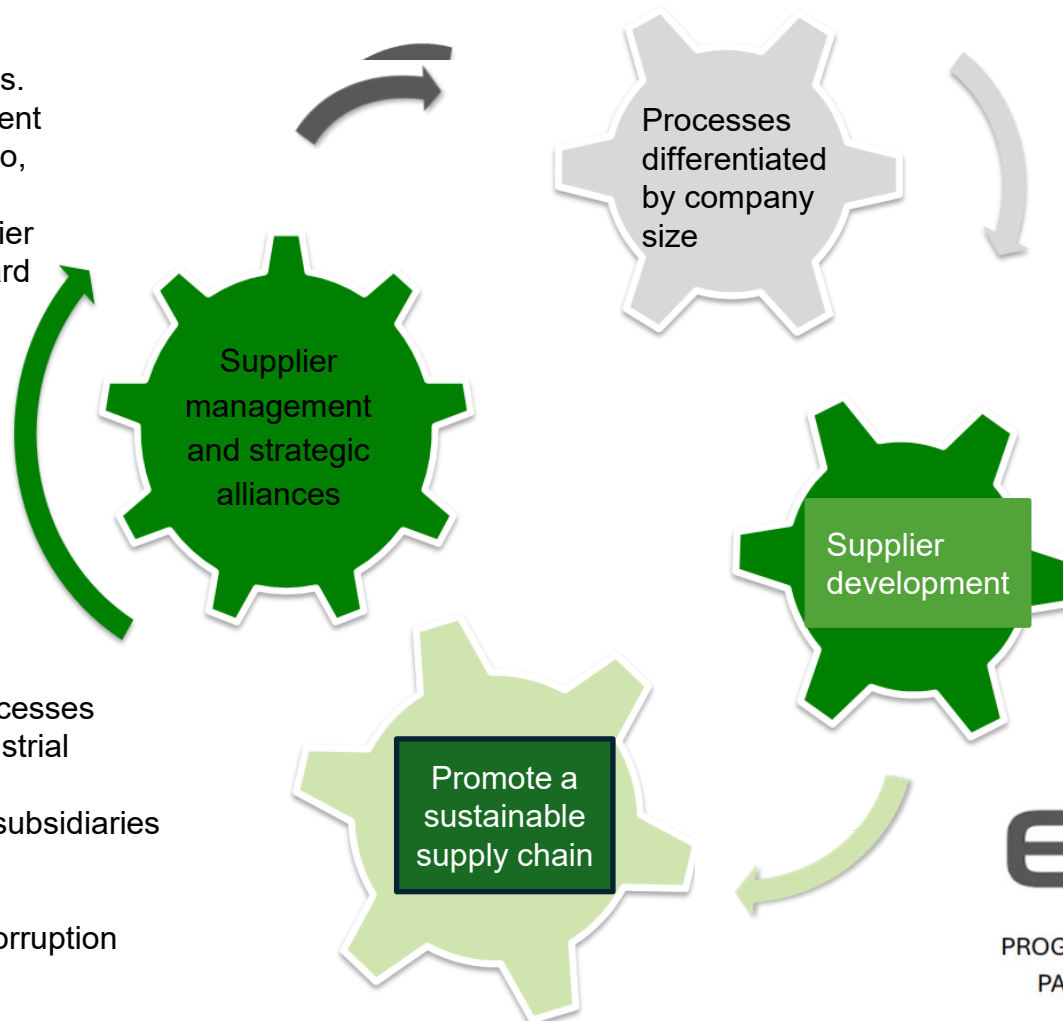 s.
ent
o,
ier
ard
Processes
differentiated
by company
size
Supplier
management
and strategic
alliances
Supplier
development
Promote a
sustainable
supply chain
cesses
strial
subsidiaries
orruption
E
PROG
PA